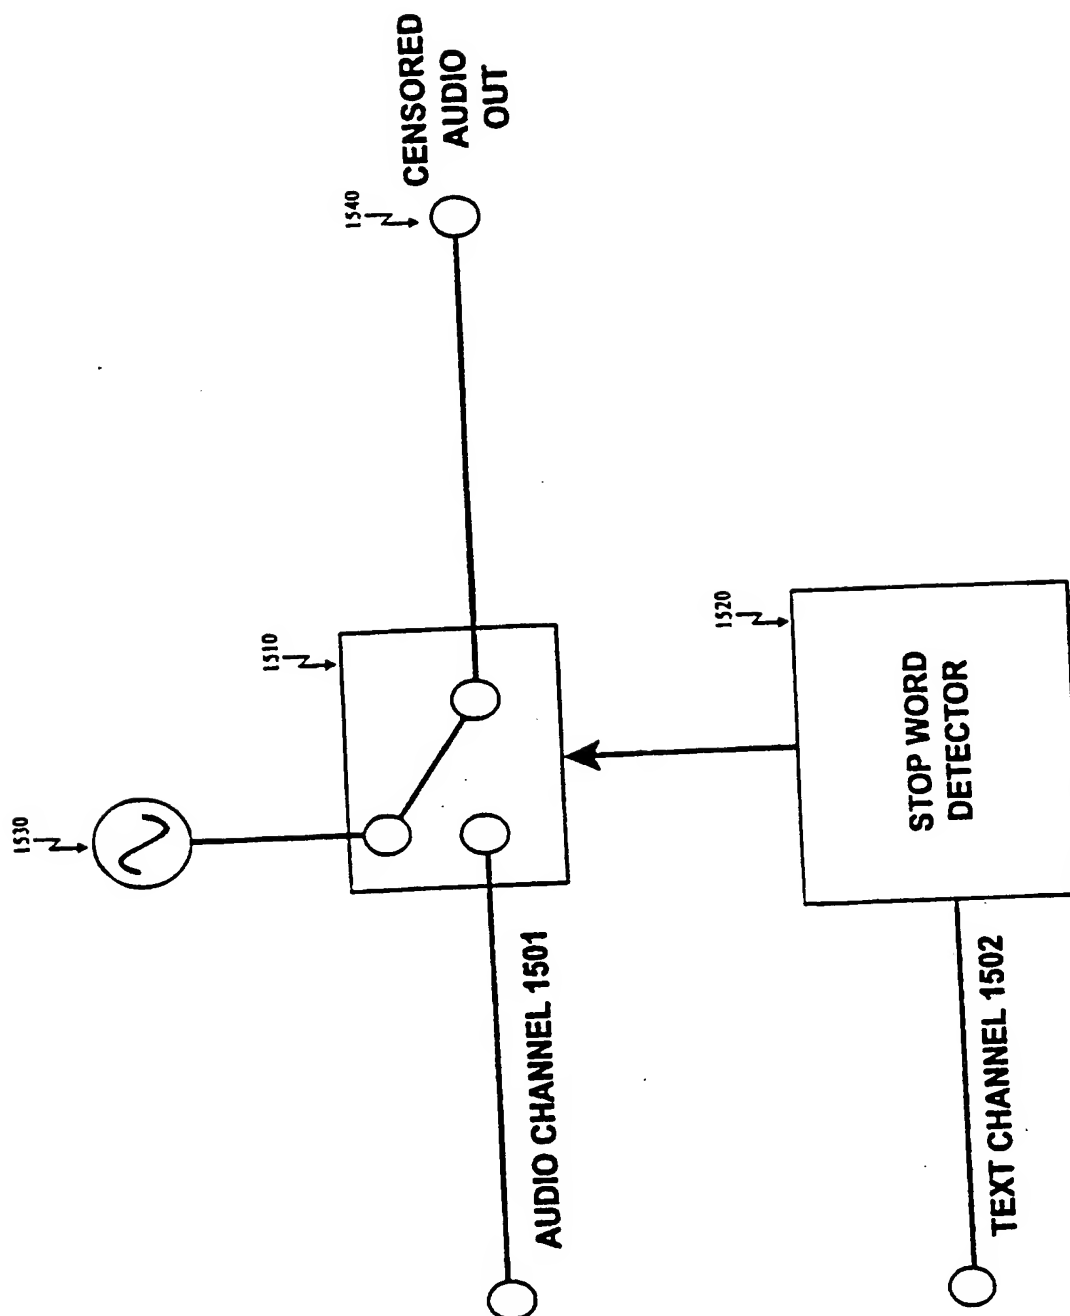 1530
1510
1540
CENSORED
AUDIO
OUT
AUDIO CHANNEL 1501
1520
STOP WORD
DETECTOR
TEXT CHANNEL 1502